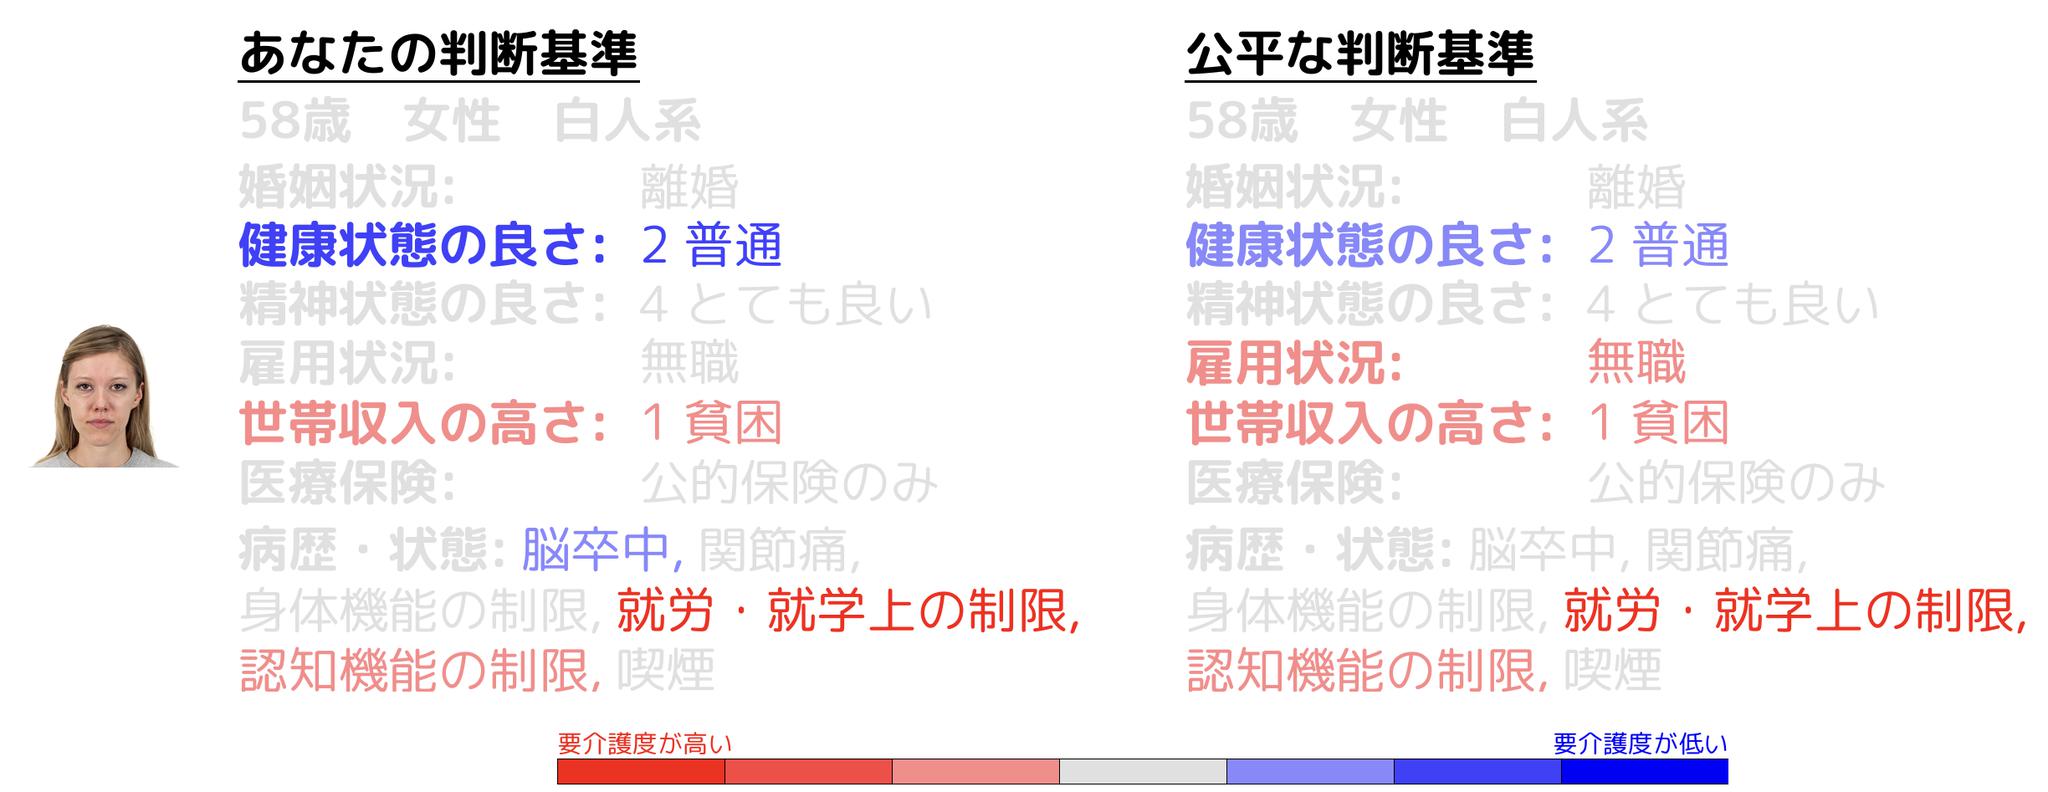 あなたの判断基準
58歳 女性 白人系
婚姻状況: 離婚
健康状態の良さ: 2 普通
精神状態の良さ: 4 とても良い
雇用状況: 無職
世帯収入の高さ: 1 貧困
医療保険: 公的保険のみ
病歴・状態: 脳卒中, 関節痛,
身体機能の制限, 就労・就学上の制限,
認知機能の制限, 喫煙
公平な判断基準
58歳 女性 白人系
婚姻状況: 離婚
健康状態の良さ: 2 普通
精神状態の良さ: 4 とても良い
雇用状況: 無職
世帯収入の高さ: 1 貧困
医療保険: 公的保険のみ
病歴・状態: 脳卒中, 関節痛,
身体機能の制限, 就労・就学上の制限,
認知機能の制限, 喫煙
要介護度が高い
要介護度が低い